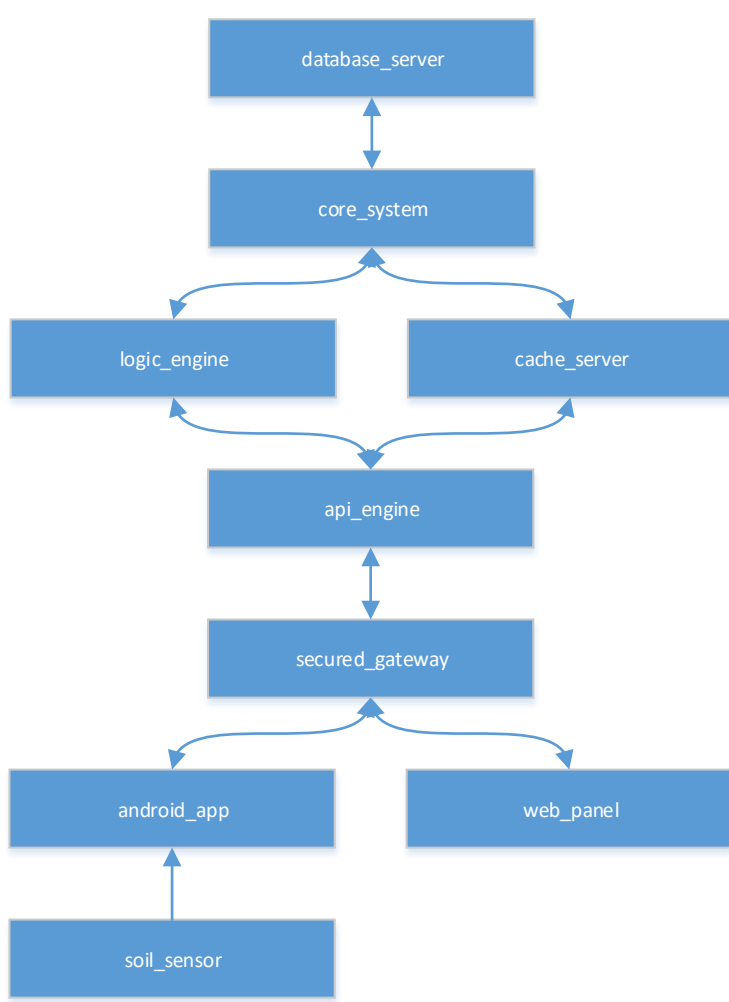 database_server
core_system
logic_engine
cache_server
api_engine
secured_gateway
android_app
web_panel
soil_sensor